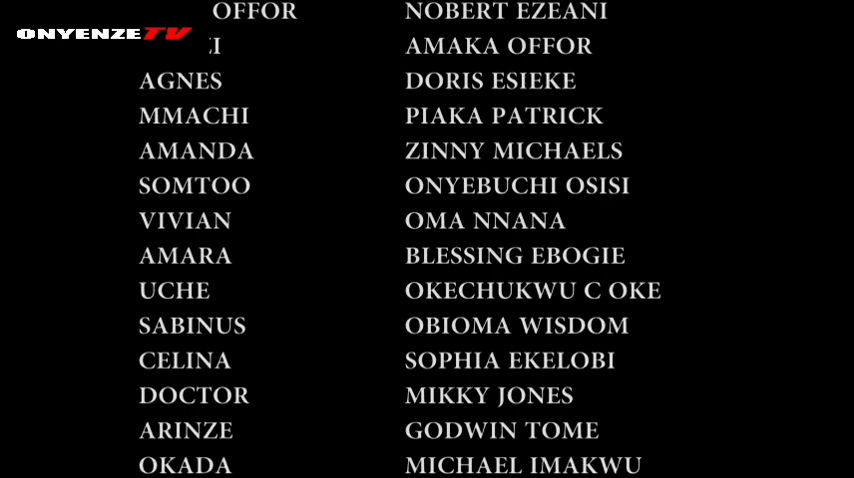 OFFOR NOBERT EZEANI
ONYENZETV
AMAKA OFFOR
AGNES DORIS ESIEKE
MMACHI PIAKA PATRICK
AMANDA ZINNY MICHAELS
SOMTOO ONYEBUCHI OSISI
VIVIAN OMA NNANA
AMARA BLESSING EBOGIE
UCHE OKECHUKWU C OKE
SABINUS OBIOMA WISDOM
CELINA SOPHIA EKELOBI
DOCTOR MIKKY JONES
ARINZE GODWIN TOME
OKADA MICHAEL IMAKWU